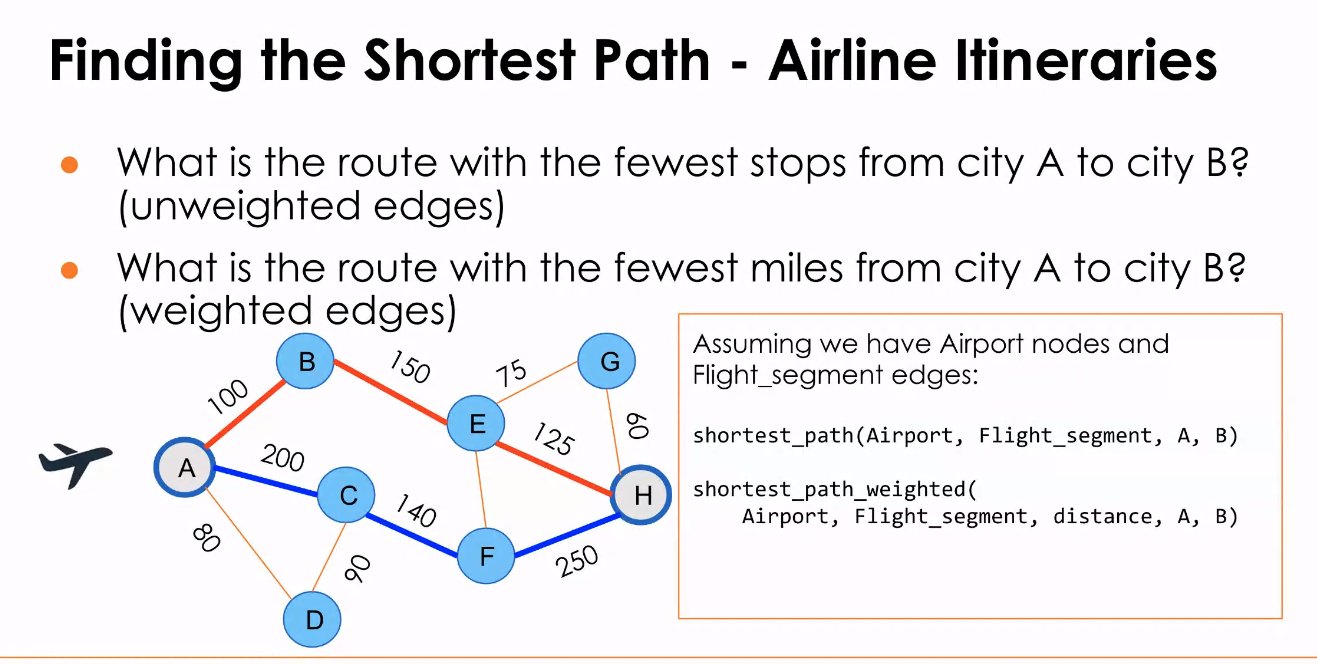 Finding the Shortest Path - Airline Itineraries
● What is the route with the fewest stops from city A to city B?
(unweighted edges)
● What is the route with the fewest miles from city A to city B?
(weighted edges)
B
150
75
G
100
E
125
60
A
200
C
140
H
80
90
F
250
D
Assuming we have Airport nodes and
Flight_segment edges:
shortest_path(Airport, Flight_segment, A, B)
shortest_path_weighted(
Airport, Flight_segment, distance, A, B)